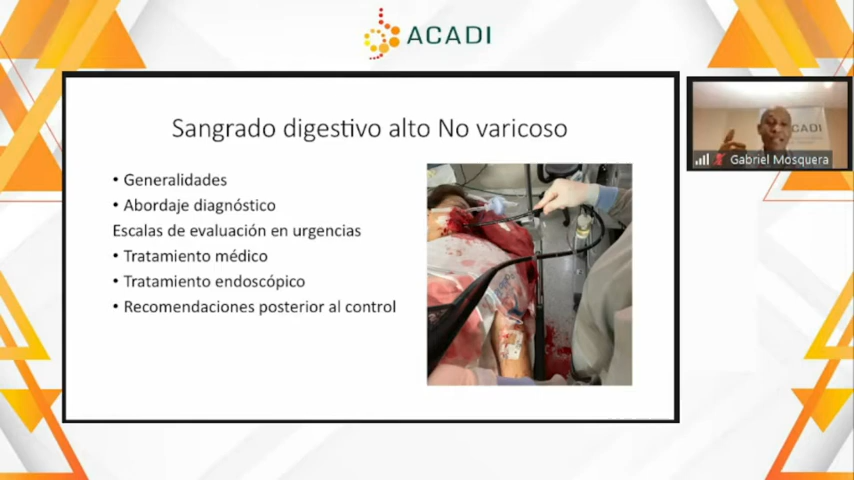 ACADI
Sangrado digestivo alto No varicoso
• Generalidades
• Abordaje diagnóstico
Escalas de evaluación en urgencias
• Tratamiento médico
• Tratamiento endoscópico
• Recomendaciones posterior al control
CADI
Gabriel Mosquera